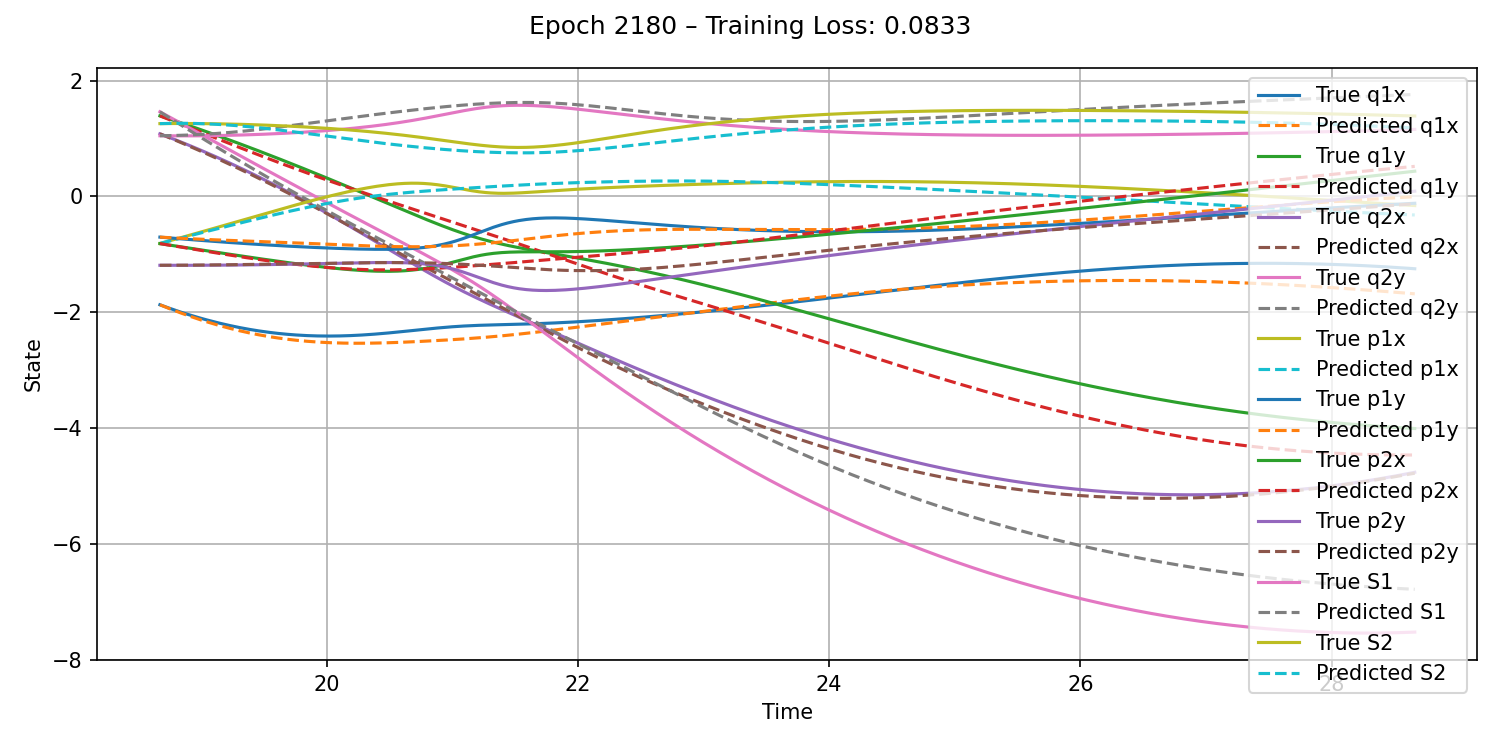 Epoch 2180 – Training Loss: 0.0833
2
0
−2
−4
−6
−8
State
20
22
24
26
28
Time
True q1x
Predicted q1x
True q1y
Predicted q1y
True q2x
Predicted q2x
True q2y
Predicted q2y
True p1x
Predicted p1x
True p1y
Predicted p1y
True p2x
Predicted p2x
True p2y
Predicted p2y
True S1
Predicted S1
True S2
Predicted S2